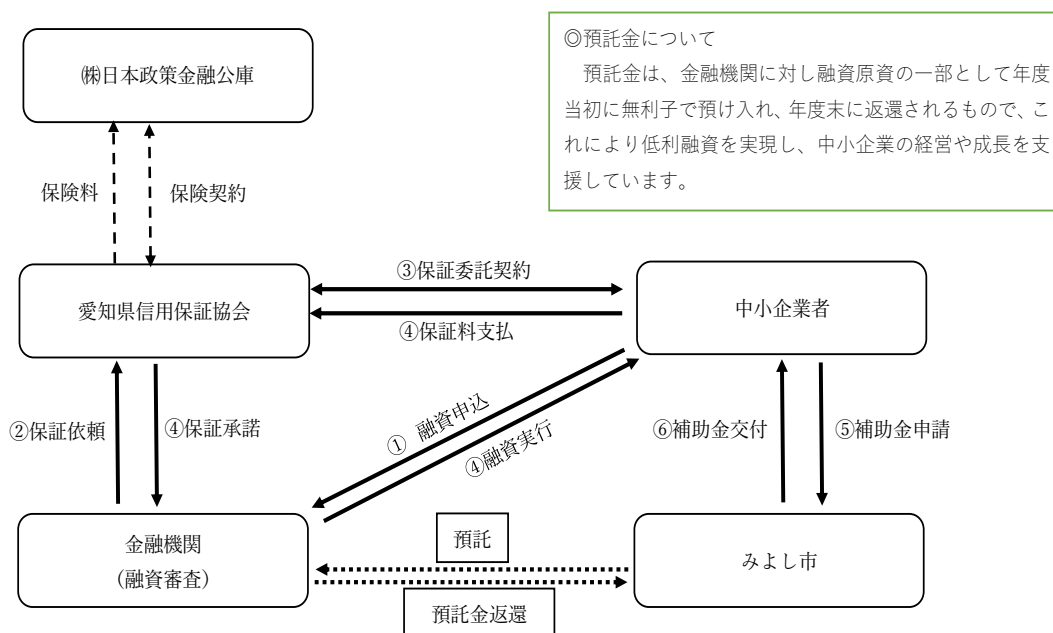 ㈱日本政策金融公庫
◎預託金について
預託金は、金融機関に対し融資原資の一部として年度
当初に無利子で預け入れ、年度末に返還されるもので、こ
れにより低利融資を実現し、中小企業の経営や成長を支
援しています。
保険料
保険契約
愛知県信用保証協会
③保証委託契約
④保証料支払
中小企業者
②保証依頼
④保証承諾
① 融資申込
④融資実行
⑥補助金交付
⑤補助金申請
金融機関
(融資審査)
預託
預託金返還
みよし市